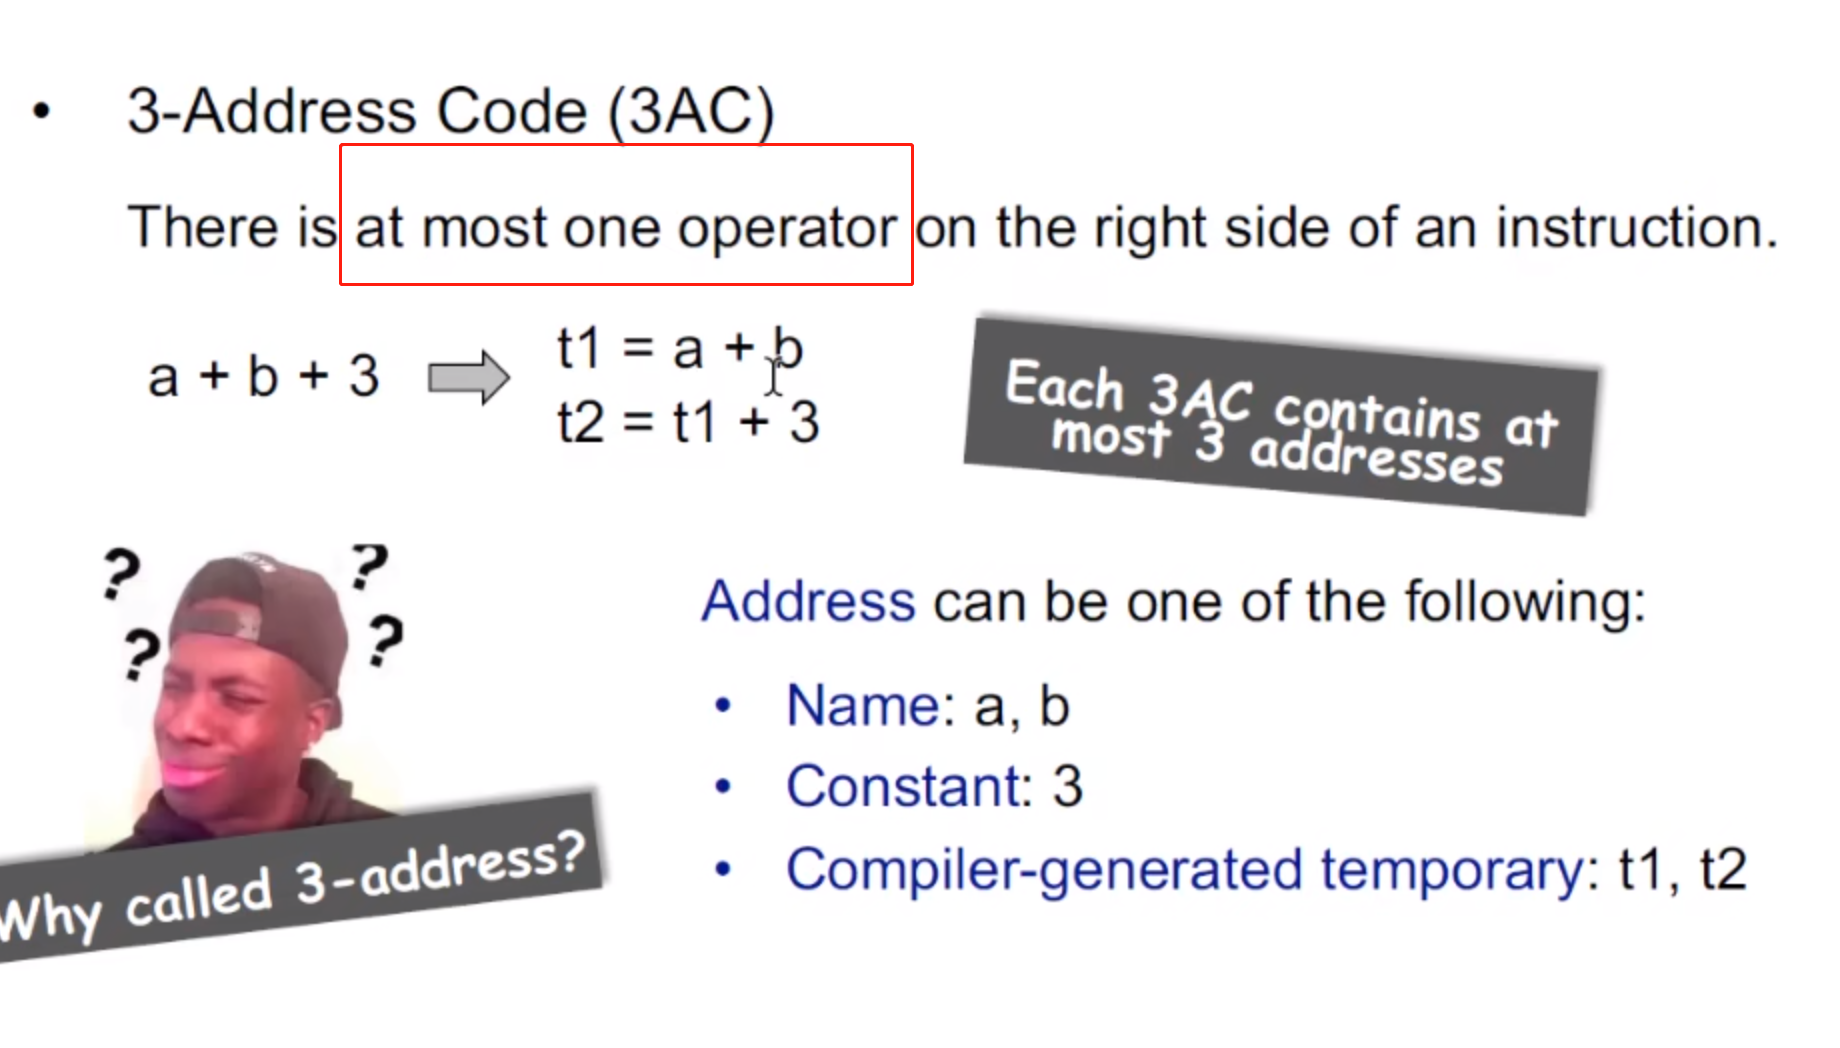 • 3-Address Code (3AC)
There is at most one operator on the right side of an instruction.
a + b + 3
t1 = a + b
t2 = t1 + 3
Each 3AC contains at
most 3 addresses
? ?
? ?
Why called 3-address?
Address can be one of the following:
• Name: a, b
• Constant: 3
• Compiler-generated temporary: t1, t2